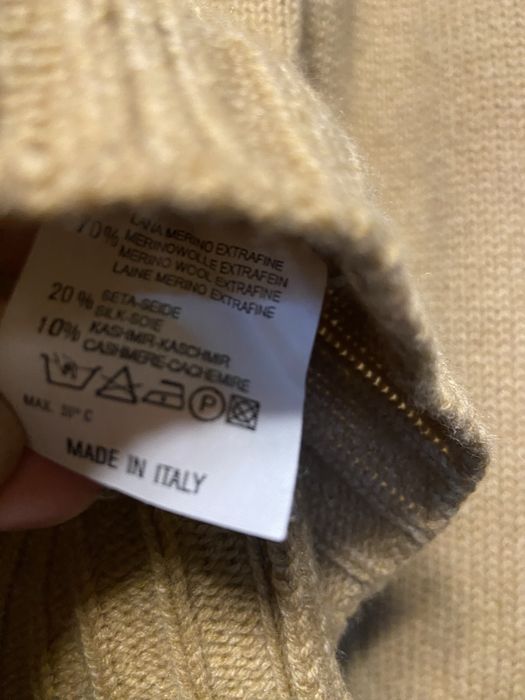 70% LANA MERINO EXTRAFINE
MERINOWOLLE EXTRAFEIN
MERINO WOOL EXTRAFINE
LAINE MERINO EXTRAFINE
20% SETA-SEIDE
SILK-SOIE
10% KASHMIR-KASCHMIR
CASHMERE-CACHEMIRE
P
MAX. 30° C
MADE IN ITALY